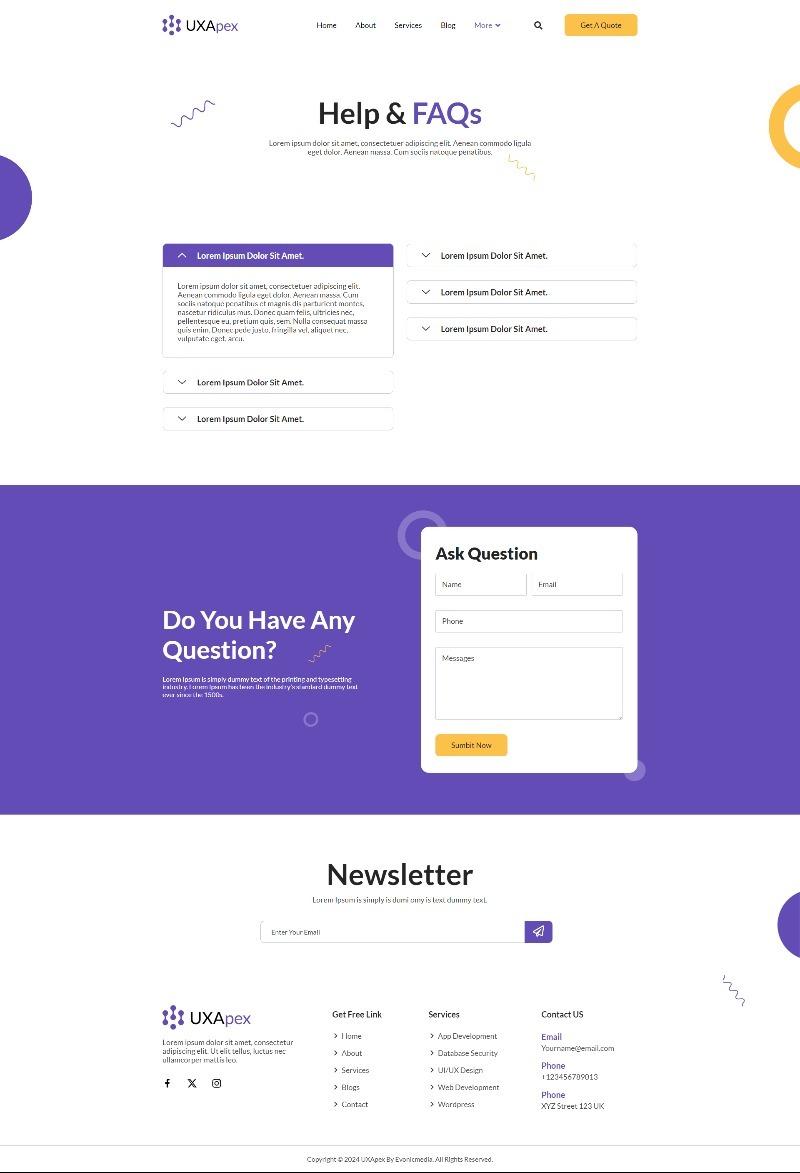 UXApex
Home
About
Services
Blog
More
Get A Quote
Help & FAQs
Lorem ipsum dolor sit amet, consectetuer adipiscing elit. Aenean commodo ligula
eget dolor. Aenean massa. Cum sociis natoque penatibus.
Lorem Ipsum Dolor Sit Amet.
Lorem ipsum dolor sit amet, consectetuer adipiscing elit.
Aenean commodo ligula eget dolor. Aenean massa. Cum
sociis natoque penatibus et magnis dis parturient montes,
nascetur ridiculus mus. Donec quam felis, ultricies nec,
pellentesque eu, pretium quis, sem. Nulla consequat massa
quis enim. Donec pede justo, fringilla vel, aliquet nec,
vulputate eget, arcu.
Lorem Ipsum Dolor Sit Amet.
Lorem Ipsum Dolor Sit Amet.
Lorem Ipsum Dolor Sit Amet.
Lorem Ipsum Dolor Sit Amet.
Lorem Ipsum Dolor Sit Amet.
Do You Have Any
Question?
Lorem Ipsum is simply dummy text of the printing and typesetting
industry. Lorem Ipsum has been the industry's standard dummy text
ever since the 1500s.
Ask Question
Name
Email
Phone
Messages
Sumbit Now
Newsletter
Lorem Ipsum is simply is dumi omy is text dummy text.
Enter Your Email
UXApex
Lorem ipsum dolor sit amet, consectetur
adipiscing elit. Ut elit tellus, luctus nec
ullamcorper mattis leo.
Get Free Link
Home
About
Services
Blogs
Contact
Services
App Development
Database Security
UI/UX Design
Web Development
Wordpress
Contact US
Email
Yourname@email.com
Phone
+123456789013
Phone
XYZ Street 123 UK
Copyright © 2024 UXApex By Evonicmedia. All Rights Reserved.